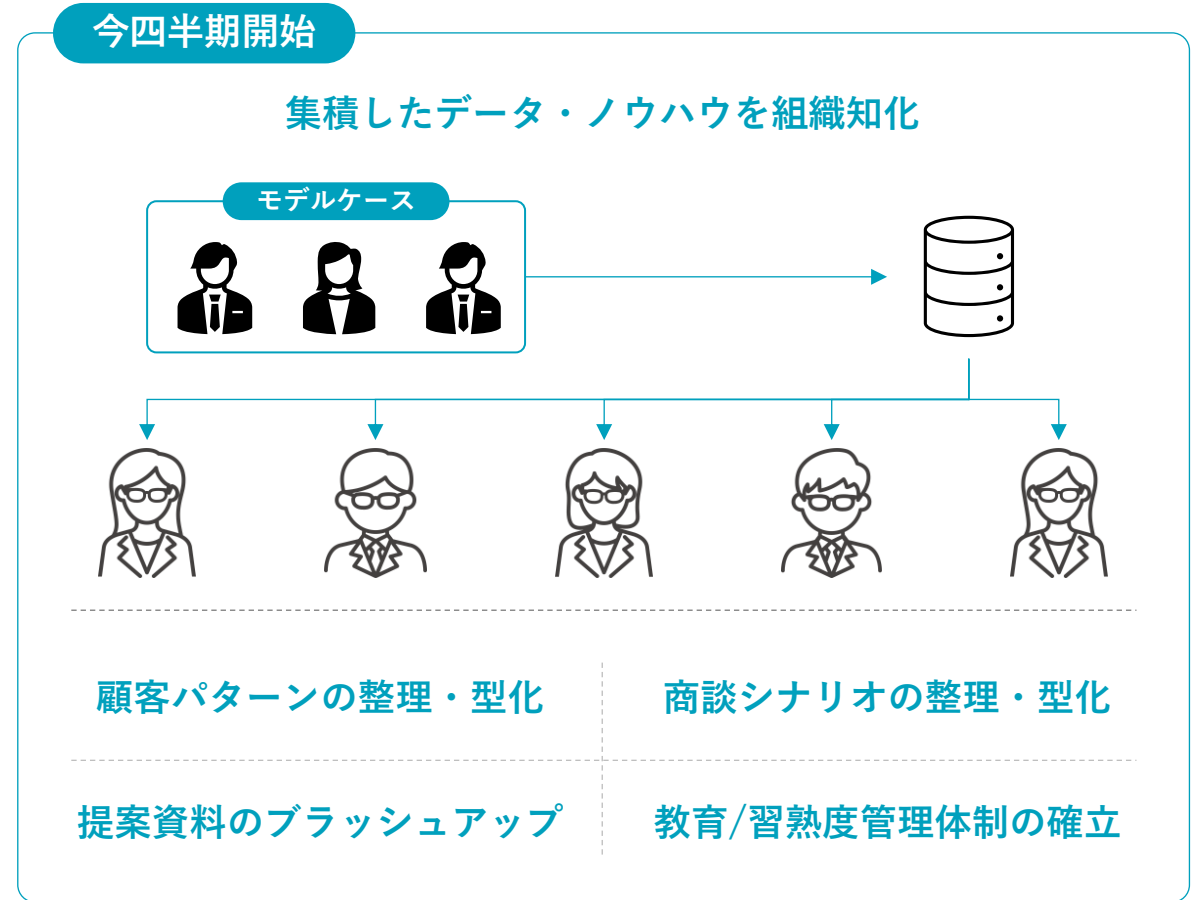 今四半期開始
集積したデータ・ノウハウを組織知化
モデルケース
顧客パターンの整理・型化
商談シナリオの整理・型化
提案資料のブラッシュアップ
教育/習熟度管理体制の確立